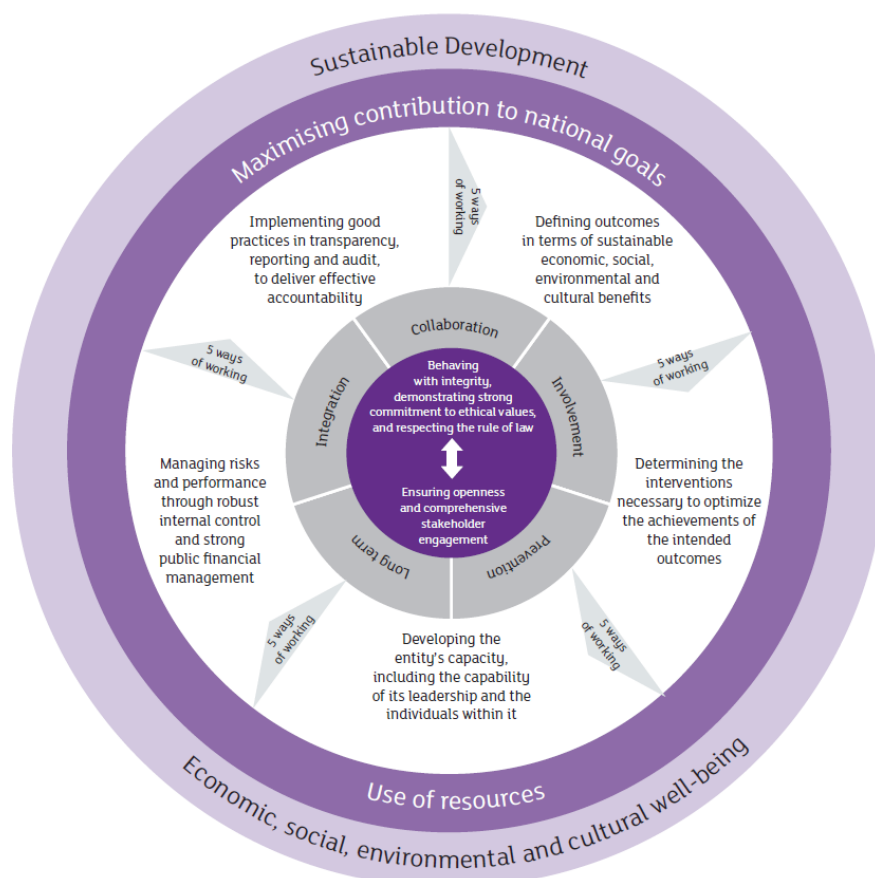 Sustainable Development
Maximising contribution to national goals
5 ways
of working
Implementing good
practices in transparency,
reporting and audit,
to deliver effective
accountability
Defining outcomes
in terms of sustainable
economic, social,
environmental and
cultural benefits
Collaboration
5 ways
of working
5 ways
of working
Integration
Involvement
Behaving
with integrity,
demonstrating strong
commitment to ethical values,
and respecting the rule of law
Ensuring openness
and comprehensive
stakeholder
engagement
Managing risks
and performance
through robust
internal control
and strong
public financial
management
Determining the
interventions
necessary to optimize
the achievements of
the intended
outcomes
Long term
Prevention
5 ways
of working
5 ways
of working
Developing the
entity's capacity,
including the capability
of its leadership and the
individuals within it
Use of resources
Economic, social, environmental and cultural well-being